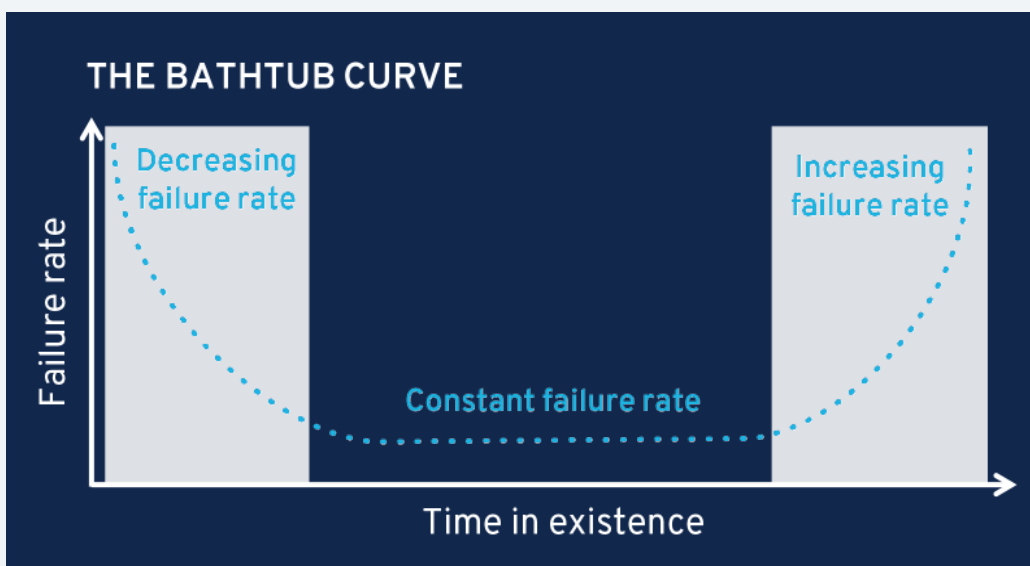 THE BATHTUB CURVE
Decreasing
failure rate
Increasing
failure rate
Constant failure rate
Failure rate
Time in existence